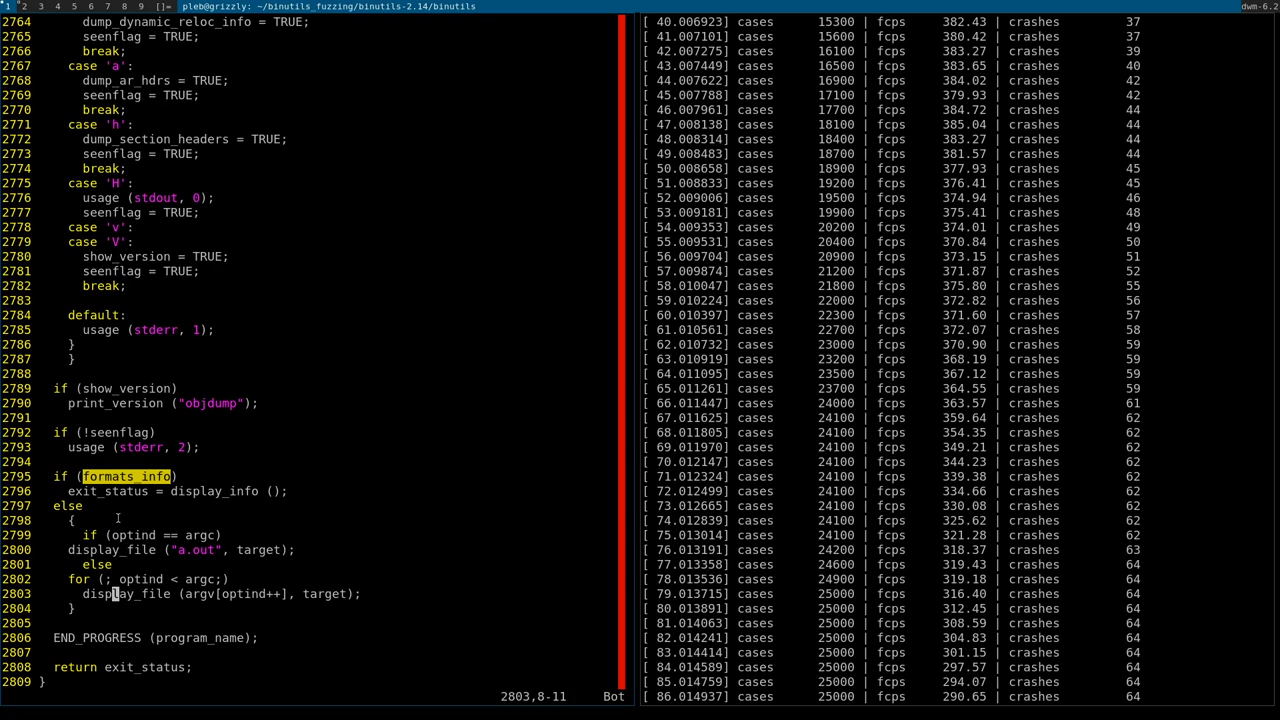 1 2 3 4 5 6 7 8 9 []= pleb@grizzly: ~/binutils_fuzzing/binutils-2.14/binutils dwm-6.2
2764 dump_dynamic_reloc_info = TRUE;
2765 seenflag = TRUE;
2766 break;
2767 case 'a':
2768 dump_ar_hdrs = TRUE;
2769 seenflag = TRUE;
2770 break;
2771 case 'h':
2772 dump_section_headers = TRUE;
2773 seenflag = TRUE;
2774 break;
2775 case 'H':
2776 usage (stdout, 0);
2777 seenflag = TRUE;
2778 case 'v':
2779 case 'V':
2780 show_version = TRUE;
2781 seenflag = TRUE;
2782 break;
2783
2784 default:
2785 usage (stderr, 1);
2786 }
2787 }
2788
2789 if (show_version)
2790 print_version ("objdump");
2791
2792 if (!seenflag)
2793 usage (stderr, 2);
2794
2795 if (formats_info)
2796 exit_status = display_info ();
2797 else
2798 {
2799 if (optind == argc)
2800 display_file ("a.out", target);
2801 else
2802 for (; optind < argc;)
2803 display_file (argv[optind++], target);
2804 }
2805
2806 END_PROGRESS (program_name);
2807
2808 return exit_status;
2809 }
2803,8-11 Bot
[ 40.006923] cases 15300 | fcps 382.43 | crashes 37
[ 41.007101] cases 15600 | fcps 380.42 | crashes 37
[ 42.007275] cases 16100 | fcps 383.27 | crashes 39
[ 43.007449] cases 16500 | fcps 383.65 | crashes 40
[ 44.007622] cases 16900 | fcps 384.02 | crashes 42
[ 45.007788] cases 17100 | fcps 379.93 | crashes 42
[ 46.007961] cases 17700 | fcps 384.72 | crashes 44
[ 47.008138] cases 18100 | fcps 385.04 | crashes 44
[ 48.008314] cases 18400 | fcps 383.27 | crashes 44
[ 49.008483] cases 18700 | fcps 381.57 | crashes 44
[ 50.008658] cases 18900 | fcps 377.93 | crashes 45
[ 51.008833] cases 19200 | fcps 376.41 | crashes 45
[ 52.009006] cases 19500 | fcps 374.94 | crashes 46
[ 53.009181] cases 19900 | fcps 375.41 | crashes 48
[ 54.009353] cases 20200 | fcps 374.01 | crashes 49
[ 55.009531] cases 20400 | fcps 370.84 | crashes 50
[ 56.009704] cases 20900 | fcps 373.15 | crashes 51
[ 57.009874] cases 21200 | fcps 371.87 | crashes 52
[ 58.010047] cases 21800 | fcps 375.80 | crashes 55
[ 59.010224] cases 22000 | fcps 372.82 | crashes 56
[ 60.010397] cases 22300 | fcps 371.60 | crashes 57
[ 61.010561] cases 22700 | fcps 372.07 | crashes 58
[ 62.010732] cases 23000 | fcps 370.90 | crashes 59
[ 63.010919] cases 23200 | fcps 368.19 | crashes 59
[ 64.011095] cases 23500 | fcps 367.12 | crashes 59
[ 65.011261] cases 23700 | fcps 364.55 | crashes 59
[ 66.011447] cases 24000 | fcps 363.57 | crashes 61
[ 67.011625] cases 24100 | fcps 359.64 | crashes 62
[ 68.011805] cases 24100 | fcps 354.35 | crashes 62
[ 69.011970] cases 24100 | fcps 349.21 | crashes 62
[ 70.012147] cases 24100 | fcps 344.23 | crashes 62
[ 71.012324] cases 24100 | fcps 339.38 | crashes 62
[ 72.012499] cases 24100 | fcps 334.66 | crashes 62
[ 73.012665] cases 24100 | fcps 330.08 | crashes 62
[ 74.012839] cases 24100 | fcps 325.62 | crashes 62
[ 75.013014] cases 24100 | fcps 321.28 | crashes 62
[ 76.013191] cases 24200 | fcps 318.37 | crashes 63
[ 77.013358] cases 24600 | fcps 319.43 | crashes 64
[ 78.013536] cases 24900 | fcps 319.18 | crashes 64
[ 79.013715] cases 25000 | fcps 316.40 | crashes 64
[ 80.013891] cases 25000 | fcps 312.45 | crashes 64
[ 81.014063] cases 25000 | fcps 308.59 | crashes 64
[ 82.014241] cases 25000 | fcps 304.83 | crashes 64
[ 83.014414] cases 25000 | fcps 301.15 | crashes 64
[ 84.014589] cases 25000 | fcps 297.57 | crashes 64
[ 85.014759] cases 25000 | fcps 294.07 | crashes 64
[ 86.014937] cases 25000 | fcps 290.65 | crashes 64